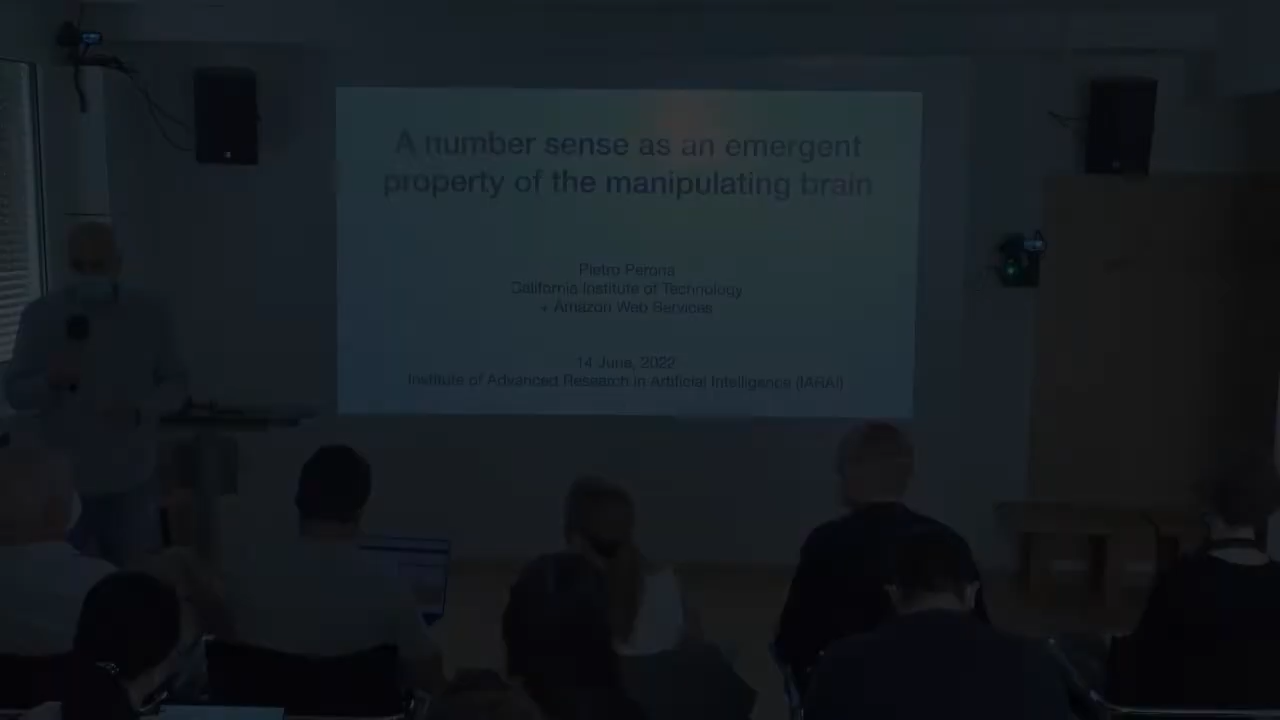 A number sense as an emergent
property of the manipulating brain
Pietro Perona
California Institute of Technology
+ Amazon Web Services
14 June, 2022
Institute of Advanced Research in Artificial Intelligence (IARAI)